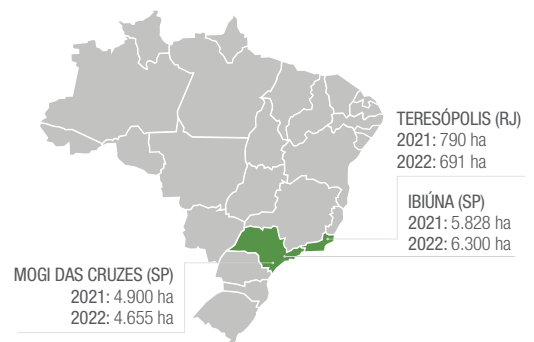 TERESÓPOLIS (RJ)
2021: 790 ha
2022: 691 ha
IBIÚNA (SP)
2021: 5.828 ha
2022: 6.300 ha
MOGI DAS CRUZES (SP)
2021: 4.900 ha
2022: 4.655 ha